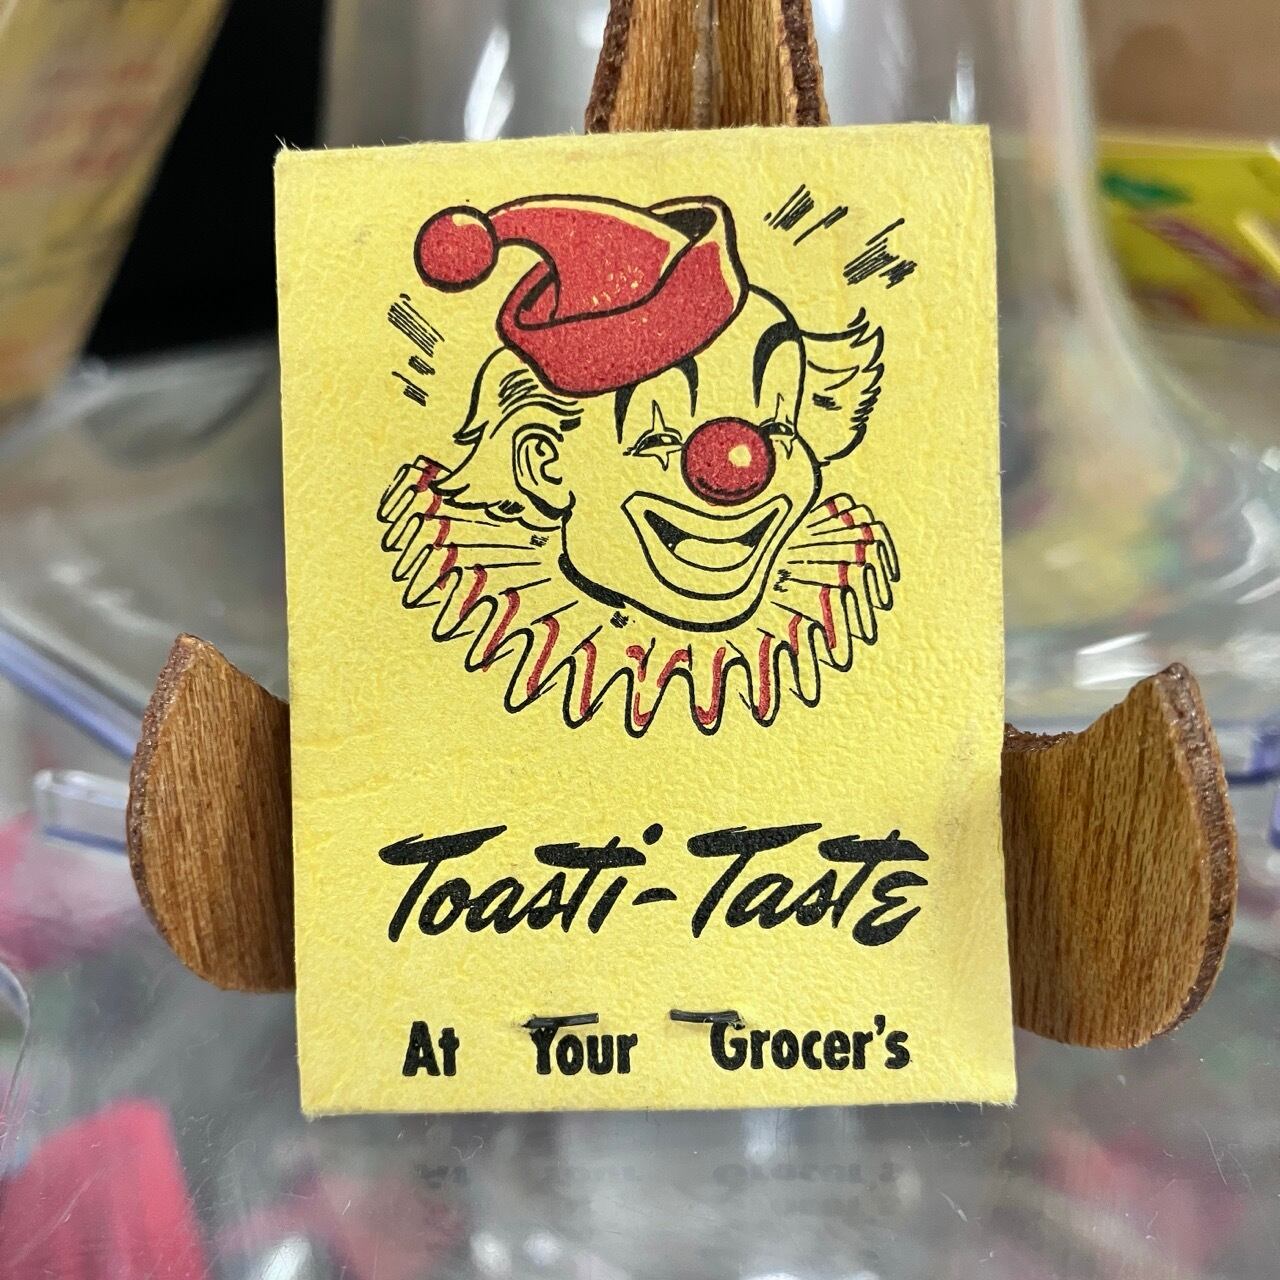 Toasti-Taste
At Your Grocer's